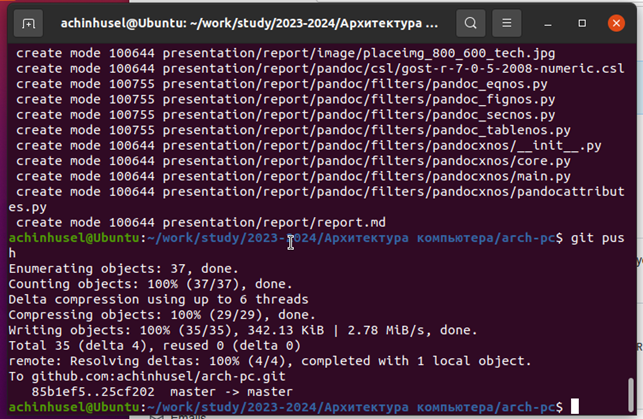 achinhusel@Ubuntu: ~/work/study/2023-2024/Архитектура ...
create mode 100644 presentation/report/image/placeimg_800_600_tech.jpg
create mode 100644 presentation/report/pandoc/csl/gost-r-7-0-5-2008-numeric.csl
create mode 100755 presentation/report/pandoc/filters/pandoc_eqnos.py
create mode 100755 presentation/report/pandoc/filters/pandoc_fignos.py
create mode 100755 presentation/report/pandoc/filters/pandoc_secnos.py
create mode 100755 presentation/report/pandoc/filters/pandoc_tablenos.py
create mode 100644 presentation/report/pandoc/filters/pandocxnos/__init__.py
create mode 100644 presentation/report/pandoc/filters/pandocxnos/core.py
create mode 100644 presentation/report/pandoc/filters/pandocxnos/main.py
create mode 100644 presentation/report/pandoc/filters/pandocxnos/pandocattribut
es.py
create mode 100644 presentation/report/report.md
achinhusel@Ubuntu:~/work/study/2023-2024/Архитектура компьютера/arch-pc$ git pus
h
Enumerating objects: 37, done.
Counting objects: 100% (37/37), done.
Delta compression using up to 6 threads
Compressing objects: 100% (29/29), done.
Writing objects: 100% (35/35), 342.13 KiB | 2.78 MiB/s, done.
Total 35 (delta 4), reused 0 (delta 0)
remote: Resolving deltas: 100% (4/4), completed with 1 local object.
To github.com:achinhusel/arch-pc.git
85b1ef5..25cf202 master -> master
achinhusel@Ubuntu:~/work/study/2023-2024/Архитектура компьютера/arch-pc$